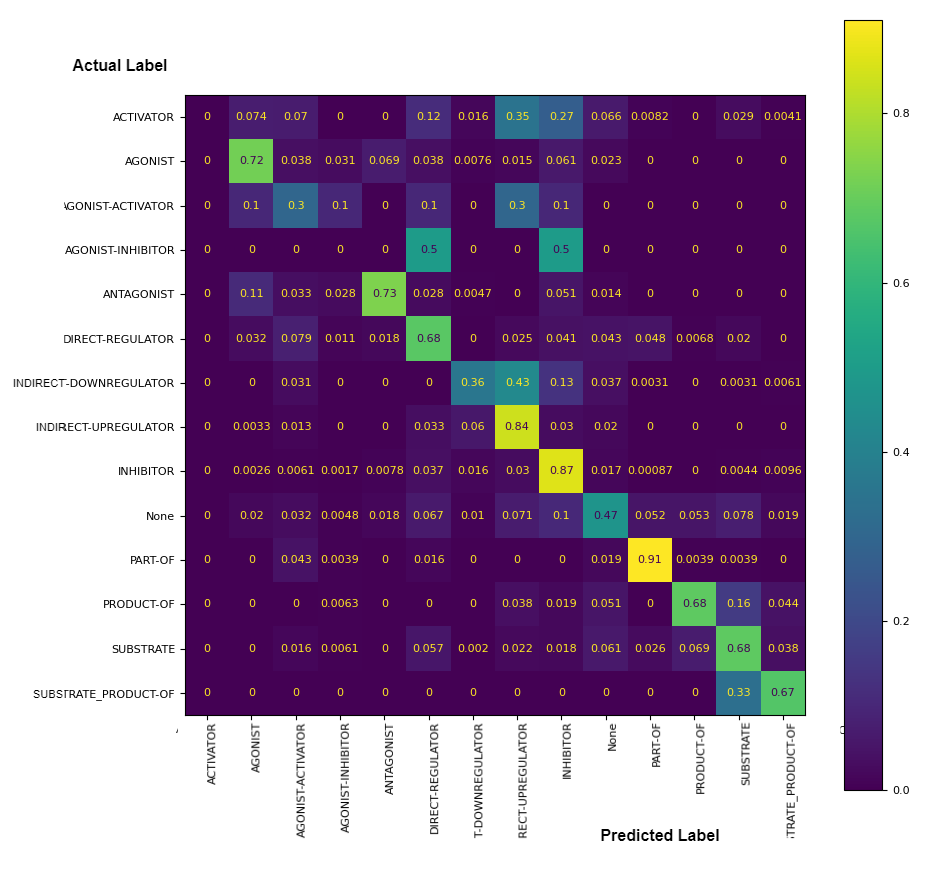 Actual Label
ACTIVATOR 0 0.074 0.07 0 0 0.12 0.016 0.35 0.27 0.066 0.0082 0 0.029 0.0041
0.8
AGONIST 0 0.72 0.038 0.031 0.069 0.038 0.0076 0.015 0.061 0.023 0 0 0 0
AGONIST-ACTIVATOR 0 0.1 0.3 0.1 0 0.1 0 0.3 0.1 0 0 0 0 0
AGONIST-INHIBITOR 0 0 0 0 0 0.5 0 0 0.5 0 0 0 0 0
0.6
ANTAGONIST 0 0.11 0.033 0.028 0.73 0.028 0.0047 0 0.051 0.014 0 0 0 0
DIRECT-REGULATOR 0 0.032 0.079 0.011 0.018 0.68 0 0.025 0.041 0.043 0.048 0.0068 0.02 0
INDIRECT-DOWNREGULATOR 0 0 0.031 0 0 0 0.36 0.43 0.13 0.037 0.0031 0 0.0031 0.0061
INDIRECT-UPREGULATOR 0 0.0033 0.013 0 0 0.033 0.06 0.84 0.03 0.02 0 0 0 0
0.4
INHIBITOR 0 0.0026 0.0061 0.0017 0.0078 0.037 0.016 0.03 0.87 0.017 0.00087 0 0.0044 0.0096
None 0 0.02 0.032 0.0048 0.018 0.067 0.01 0.071 0.1 0.47 0.052 0.053 0.078 0.019
PART-OF 0 0 0.043 0.0039 0 0.016 0 0 0 0.019 0.91 0.0039 0.0039 0
PRODUCT-OF 0 0 0 0.0063 0 0 0 0.038 0.019 0.051 0 0.68 0.16 0.044
0.2
SUBSTRATE 0 0 0.016 0.0061 0 0.057 0.002 0.022 0.018 0.061 0.026 0.069 0.68 0.038
SUBSTRATE_PRODUCT-OF 0 0 0 0 0 0 0 0 0 0 0 0 0.33 0.67
0.0
ACTIVATOR
AGONIST
AGONIST-ACTIVATOR
AGONIST-INHIBITOR
ANTAGONIST
DIRECT-REGULATOR
T-DOWNREGULATOR
RECT-UPREGULATOR
INHIBITOR
None
PART-OF
PRODUCT-OF
SUBSTRATE
TRATE_PRODUCT-OF
Predicted Label